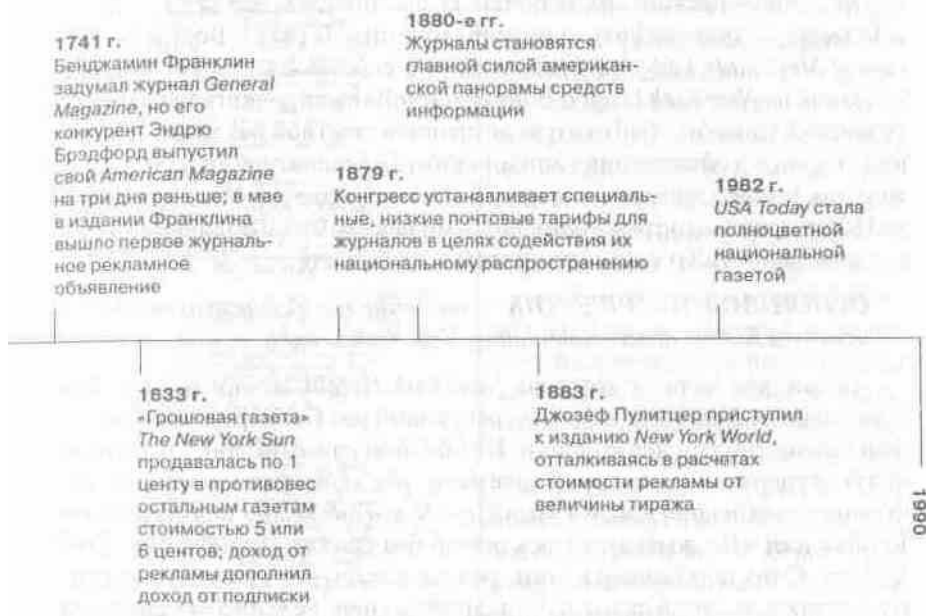 1741 г.
Бенджамин Франклин
задумал журнал General
Magazine, но его
конкурент Эндрю
Брэдфорд выпустил
свой American Magazine
на три дня раньше; в мае
в издании Франклина
вышло первое журналь-
ное рекламное
объявление
1880-е гг.
Журналы становятся
главной силой американ-
ской панорамы средств
информации
1879 г.
Конгресс устанавливает специаль-
ные, низкие почтовые тарифы для
журналов в целях содействия их
национальному распространению
1982 г.
USA Today стала
полноцветной
национальной
газетой
1633 г.
«Грошовая газета»
The New York Sun
продавалась по 1
центу в противовес
остальным газетам
стоимостью 5 или
6 центов; доход от
рекламы дополнил
доход от подписки
1883 г.
Джозеф Пулитцер приступил
к изданию New York World,
отталкиваясь в расчетах
стоимости рекламы от
величины тиража
1990